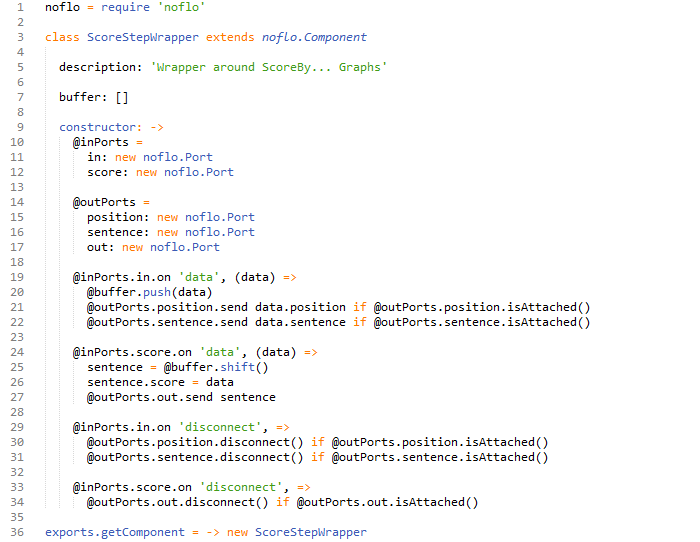 1 noflo = require 'noflo'
2
3 class ScoreStepWrapper extends noflo.Component
4
5   description: 'Wrapper around ScoreBy... Graphs'
6
7   buffer: []
8
9   constructor: ->
10     @inPorts =
11       in: new noflo.Port
12       score: new noflo.Port
13
14     @outPorts =
15       position: new noflo.Port
16       sentence: new noflo.Port
17       out: new noflo.Port
18
19     @inPorts.in.on 'data', (data) =>
20       @buffer.push(data)
21       @outPorts.position.send data.position if @outPorts.position.isAttached()
22       @outPorts.sentence.send data.sentence if @outPorts.sentence.isAttached()
23
24     @inPorts.score.on 'data', (data) =>
25       sentence = @buffer.shift()
26       sentence.score = data
27       @outPorts.out.send sentence
28
29     @inPorts.in.on 'disconnect', =>
30       @outPorts.position.disconnect() if @outPorts.position.isAttached()
31       @outPorts.sentence.disconnect() if @outPorts.sentence.isAttached()
32
33     @inPorts.score.on 'disconnect', =>
34       @outPorts.out.disconnect() if @outPorts.out.isAttached()
35
36 exports.getComponent = -> new ScoreStepWrapper